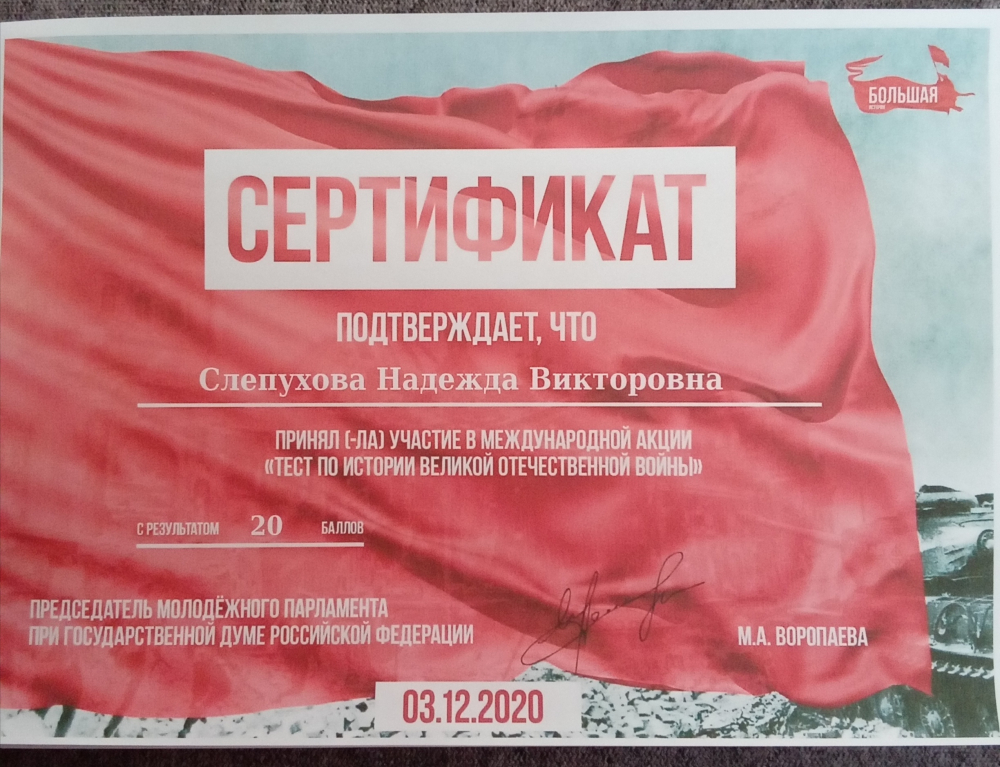 БОЛЬШАЯ
ИСТОРИЯ
СЕРТИФИКАТ
ПОДТВЕРЖДАЕТ, ЧТО
Слепухова Надежда Викторовна
ПРИНЯЛ (-ЛА) УЧАСТИЕ В МЕЖДУНАРОДНОЙ АКЦИИ
«ТЕСТ ПО ИСТОРИИ ВЕЛИКОЙ ОТЕЧЕСТВЕННОЙ ВОЙНЫ»
С РЕЗУЛЬТАТОМ 20 БАЛЛОВ
ПРЕДСЕДАТЕЛЬ МОЛОДЁЖНОГО ПАРЛАМЕНТА
ПРИ ГОСУДАРСТВЕННОЙ ДУМЕ РОССИЙСКОЙ ФЕДЕРАЦИИ
М.А. ВОРОПАЕВА
03.12.2020